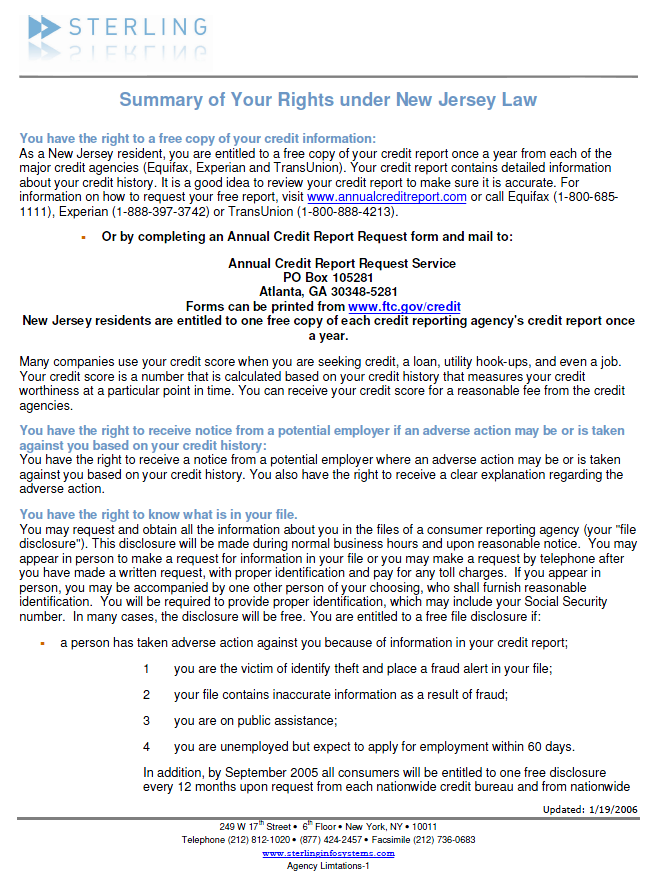 STERLING
Summary of Your Rights under New Jersey Law
You have the right to a free copy of your credit information:
As a New Jersey resident, you are entitled to a free copy of your credit report once a year from each of the
major credit agencies (Equifax, Experian and TransUnion). Your credit report contains detailed information
about your credit history. It is a good idea to review your credit report to make sure it is accurate. For
information on how to request your free report, visit www.annualcreditreport.com or call Equifax (1-800-685-
1111), Experian (1-888-397-3742) or TransUnion (1-800-888-4213).
▪ Or by completing an Annual Credit Report Request form and mail to:
Annual Credit Report Request Service
PO Box 105281
Atlanta, GA 30348-5281
Forms can be printed from www.ftc.gov/credit
New Jersey residents are entitled to one free copy of each credit reporting agency's credit report once
a year.
Many companies use your credit score when you are seeking credit, a loan, utility hook-ups, and even a job.
Your credit score is a number that is calculated based on your credit history that measures your credit
worthiness at a particular point in time. You can receive your credit score for a reasonable fee from the credit
agencies.
You have the right to receive notice from a potential employer if an adverse action may be or is taken
against you based on your credit history:
You have the right to receive a notice from a potential employer where an adverse action may be or is taken
against you based on your credit history. You also have the right to receive a clear explanation regarding the
adverse action.
You have the right to know what is in your file.
You may request and obtain all the information about you in the files of a consumer reporting agency (your "file
disclosure"). This disclosure will be made during normal business hours and upon reasonable notice. You may
appear in person to make a request for information in your file or you may make a request by telephone after
you have made a written request, with proper identification and pay for any toll charges. If you appear in
person, you may be accompanied by one other person of your choosing, who shall furnish reasonable
identification. You will be required to provide proper identification, which may include your Social Security
number. In many cases, the disclosure will be free. You are entitled to a free file disclosure if:
▪ a person has taken adverse action against you because of information in your credit report;
1 you are the victim of identify theft and place a fraud alert in your file;
2 your file contains inaccurate information as a result of fraud;
3 you are on public assistance;
4 you are unemployed but expect to apply for employment within 60 days.
In addition, by September 2005 all consumers will be entitled to one free disclosure
every 12 months upon request from each nationwide credit bureau and from nationwide
Updated: 1/19/2006
249 W 17th Street • 6th Floor • New York, NY • 10011
Telephone (212) 812-1020 • (877) 424-2457 • Facsimile (212) 736-0683
www.sterlinginfosystems.com
Agency Limtations-1